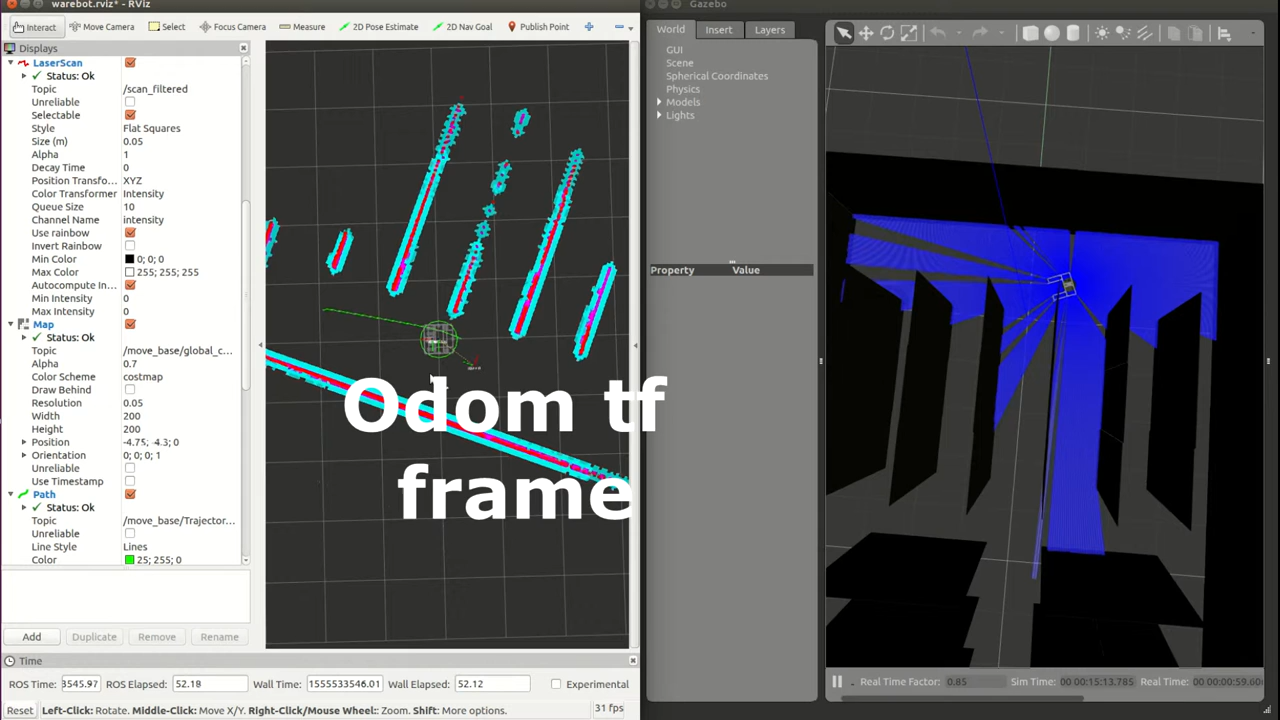 warebot.rviz* - RViz
Interact
Move Camera
Select
Focus Camera
Measure
2D Pose Estimate
2D Nav Goal
Publish Point
Displays
LaserScan
Status: Ok
Topic /scan_filtered
Unreliable
Selectable
Style Flat Squares
Size (m) 0.05
Alpha 1
Decay Time 0
Position Transfo... XYZ
Color Transformer Intensity
Queue Size 10
Channel Name intensity
Use rainbow
Invert Rainbow
Min Color 0; 0; 0
Max Color 255; 255; 255
Autocompute In...
Min Intensity 0
Max Intensity 0
Map
Status: Ok
Topic /move_base/global_c...
Alpha 0.7
Color Scheme costmap
Draw Behind
Resolution 0.05
Width 200
Height 200
Position -4.75; -4.3; 0
Orientation 0; 0; 0; 1
Unreliable
Use Timestamp
Path
Status: Ok
Topic /move_base/Trajector...
Unreliable
Line Style Lines
Color 25; 255; 0
Add
Duplicate
Remove
Rename
Odom tf
frame
Time
ROS Time: 3545.97
ROS Elapsed: 52.18
Wall Time: 1555533546.01
Wall Elapsed: 52.12
Experimental
Reset
Left-Click: Rotate. Middle-Click: Move X/Y. Right-Click/Mouse Wheel:: Zoom. Shift: More options.
31 fps
Gazebo
World
Insert
Layers
GUI
Scene
Spherical Coordinates
Physics
Models
Lights
Property Value
Real Time Factor: 0.85
Sim Time: 00 00:15:13.785
Real Time: 00 00:00:59.60